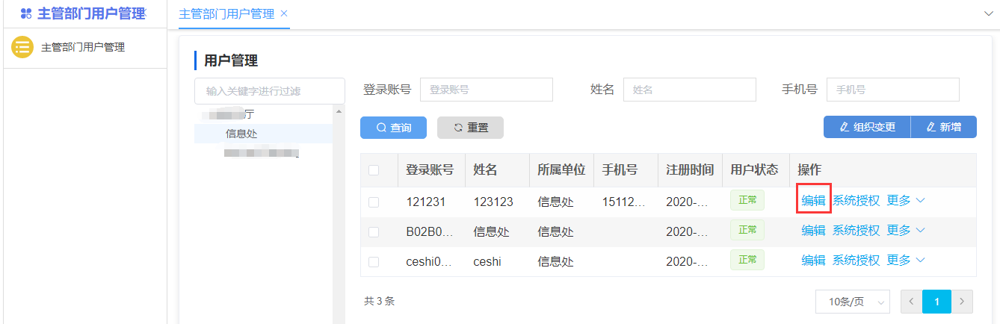 主管部门用户管理
主管部门用户管理
主管部门用户管理
用户管理
输入关键字进行过滤
厅
信息处
登录账号 登录账号 姓名 姓名 手机号 手机号
查询 重置 组织变更 新增
登录账号 姓名 所属单位 手机号 注册时间 用户状态 操作
121231 123123 信息处 15112... 2020-... 正常 编辑 系统授权 更多
B02B0... 信息处 信息处 2020-... 正常 编辑 系统授权 更多
ceshi0... ceshi 信息处 2020-... 正常 编辑 系统授权 更多
共 3 条 10条/页 1